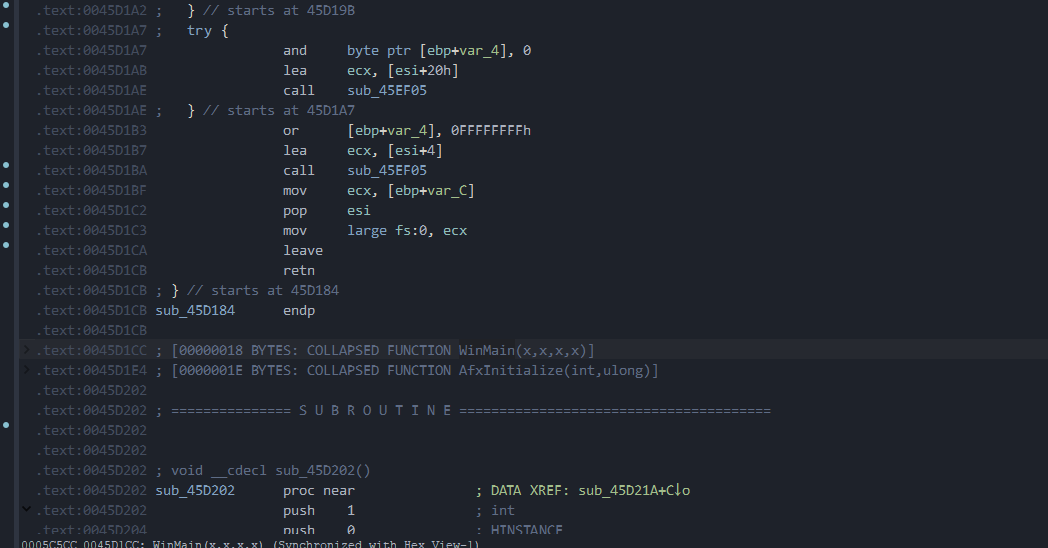 .text:0045D1A2 ;   } // starts at 45D19B
.text:0045D1A7 ;   try {
.text:0045D1A7                 and     byte ptr [ebp+var_4], 0
.text:0045D1AB                 lea     ecx, [esi+20h]
.text:0045D1AE                 call    sub_45EF05
.text:0045D1AE ;   } // starts at 45D1A7
.text:0045D1B3                 or      [ebp+var_4], 0FFFFFFFFh
.text:0045D1B7                 lea     ecx, [esi+4]
.text:0045D1BA                 call    sub_45EF05
.text:0045D1BF                 mov     ecx, [ebp+var_C]
.text:0045D1C2                 pop     esi
.text:0045D1C3                 mov     large fs:0, ecx
.text:0045D1CA                 leave
.text:0045D1CB                 retn
.text:0045D1CB ; } // starts at 45D184
.text:0045D1CB sub_45D184      endp
.text:0045D1CB
.text:0045D1CC ; [00000018 BYTES: COLLAPSED FUNCTION WinMain(x,x,x,x)]
.text:0045D1E4 ; [0000001E BYTES: COLLAPSED FUNCTION AfxInitialize(int,ulong)]
.text:0045D202
.text:0045D202 ; =============== S U B R O U T I N E =======================================
.text:0045D202
.text:0045D202
.text:0045D202 ; void __cdecl sub_45D202()
.text:0045D202 sub_45D202      proc near               ; DATA XREF: sub_45D21A+C↓o
.text:0045D202                 push    1               ; int
.text:0045D204                 push    0               ; HINSTANCE
0005C5CC 0045D1CC: WinMain(x,x,x,x) (Synchronized with Hex View-1)